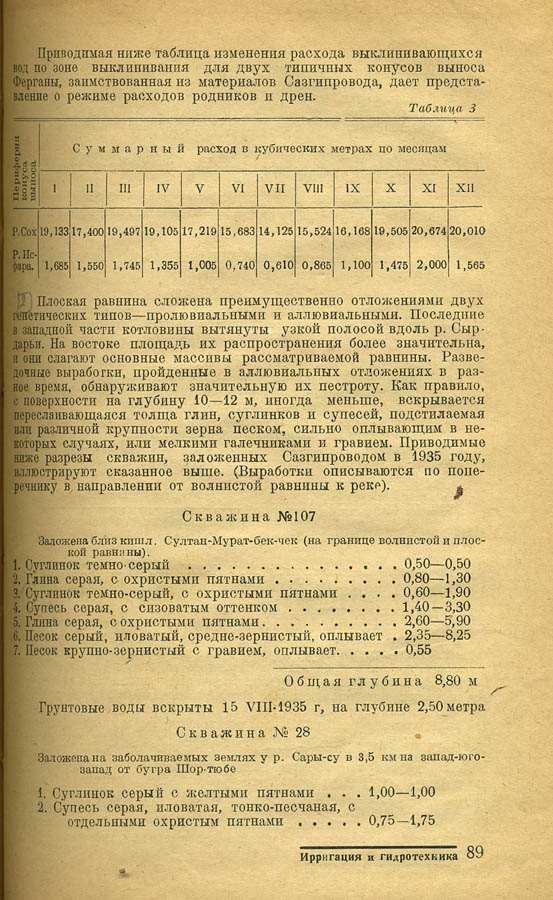 Приводимая ниже таблица изменения расхода выклинивающихся
вод по зоне выклинивания для двух типичных конусов выноса
Ферганы, заимствованная из материалов Сазгипровода, дает предста-
вление о режиме расходов родников и дрен.
Таблица 3
Периферии конуса выноса
Суммарный расход в кубических метрах по месяцам
I II III IV V VI VII VIII IX X XI XII
Р.Сох 19,133 17,400 19,497 19,105 17,219 15,683 14,125 15,524 16,168 19,505 20,674 20,010
Р. Ис-
фара. 1,685 1,550 1,745 1,355 1,005 0,740 0,610 0,865 1,100 1,475 2,000 1,565
Плоская равнина сложена преимущественно отложениями двух
генетических типов—пролювиальными и аллювиальными. Последние
в западной части котловины вытянуты узкой полосой вдоль р. Сыр-
дарьи. На востоке площадь их распространения более значительна,
и они слагают основные массивы рассматриваемой равнины. Разве-
дочные выработки, пройденные в аллювиальных отложениях в раз-
ное время, обнаруживают значительную их пестроту. Как правило,
с поверхности на глубину 10—12 м, иногда меньше, вскрывается
переслаивающаяся толща глин, суглинков и супесей, подстилаемая
или различной крупности зерна песком, сильно оплывающим в не-
которых случаях, или мелкими галечниками и гравием. Приводимые
ниже разрезы скважин, заложенных Сазгипроводом в 1935 году,
иллюстрируют сказанное выше. (Выработки описываются по попе-
речнику в направлении от волнистой равнины к реке).
Скважина №107
Заложена близ кишл. Султан-Мурат-бек-чек (на границе волнистой и плос-
кой равнины).
1. Суглинок темно-серый . . . . . . . . . . . . . . . 0,50—0,50
2. Глина серая, с охристыми пятнами . . . . . . . . . 0,80—1,30
3. Суглинок темно-серый, с охристыми пятнами . . . . 0,60—1,90
4. Супесь серая, с сизоватым оттенком . . . . . . . . 1,40—3,30
5. Глина серая, с охристыми пятнами. . . . . . . . . . 2,60—5,90
6. Песок серый, иловатый, средне-зернистый, оплывает . 2,35—8,25
7. Песок крупно-зернистый с гравием, оплывает. . . . . 0,55
Общая глубина 8,80 м
Грунтовые воды вскрыты 15 VIII-1935 г, на глубине 2,50 метра
Скважина № 28
Заложена на заболачиваемых землях у р. Сары-су в 3,5 км на запад-юго-
запад от бугра Шор-тюбе
1. Суглинок серый с желтыми пятнами . . . 1,00—1,00
2. Супесь серая, иловатая, тонко-песчаная, с
отдельными охристым пятнами . . . . . 0,75—1,75
Ирригация и гидротехника 89